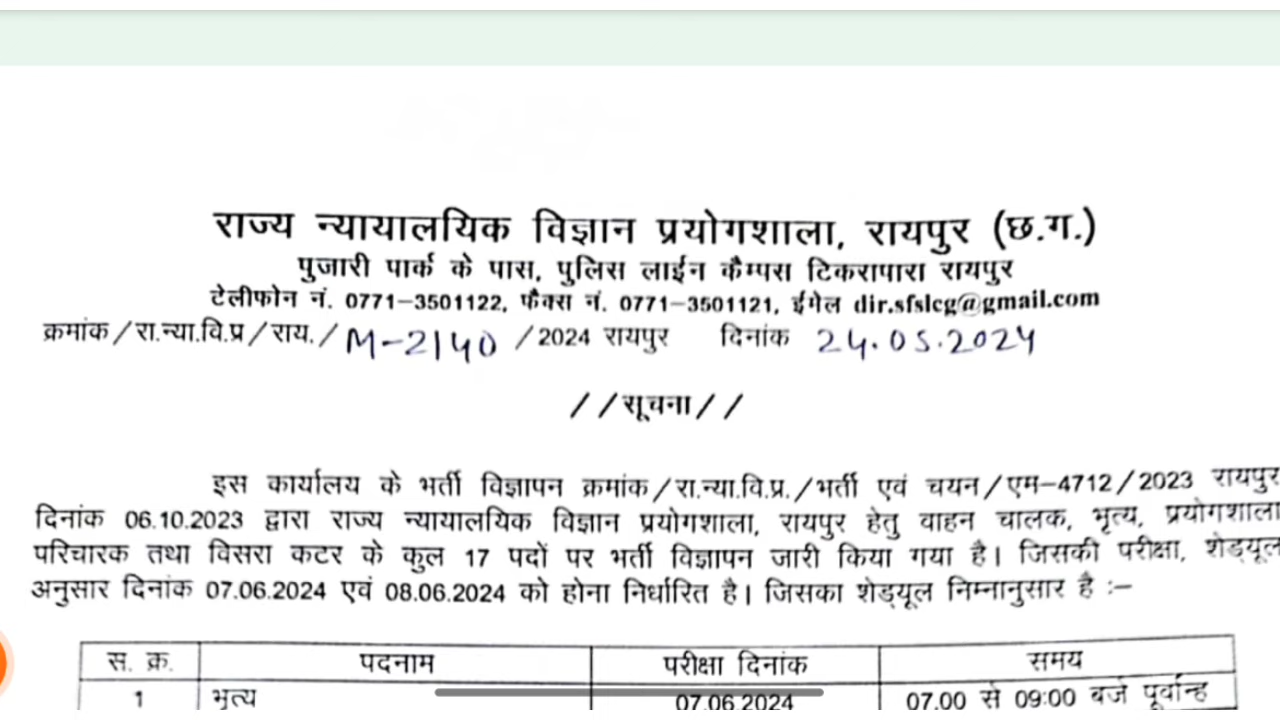 राज्य न्यायालयिक विज्ञान प्रयोगशाला, रायपुर (छ.ग.)
पुजारी पार्क के पास, पुलिस लाईन कैम्पस टिकरापारा रायपुर
टेलीफोन नं. 0771-3501122, फैक्स नं. 0771-3501121, ईमेल dir.sfslcg@gmail.com
क्रमांक/रा.न्या.वि.प्र/राय./M-2140 /2024 रायपुर दिनांक 24.05.2024
//सूचना//
इस कार्यालय के भर्ती विज्ञापन क्रमांक/रा.न्या.वि.प्र./भर्ती एवं चयन/एम-4712/2023 रायपुर
दिनांक 06.10.2023 द्वारा राज्य न्यायालयिक विज्ञान प्रयोगशाला, रायपुर हेतु वाहन चालक, भृत्य, प्रयोगशाला
परिचारक तथा विसरा कटर के कुल 17 पदों पर भर्ती विज्ञापन जारी किया गया है। जिसकी परीक्षा, शेड्यूल
अनुसार दिनांक 07.06.2024 एवं 08.06.2024 को होना निर्धारित है। जिसका शेड्यूल निम्नानुसार है :-
स. क्र. पदनाम परीक्षा दिनांक समय
1 भृत्य 07.06.2024 07.00 से 09:00 बजे पूर्वान्ह